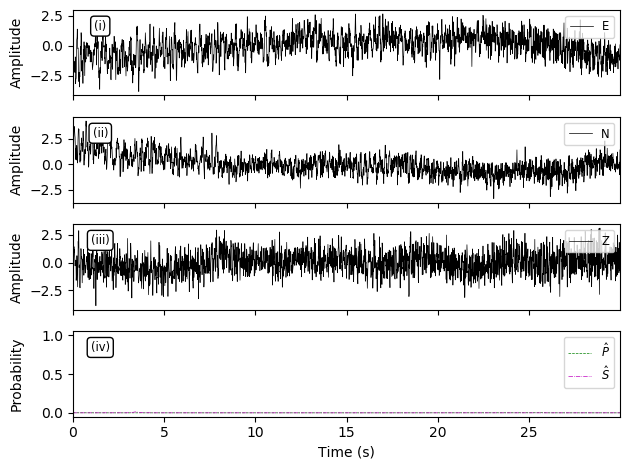 2.5
0.0
−2.5
Amplitude
(i)
E
2.5
0.0
−2.5
Amplitude
(ii)
N
2.5
0.0
−2.5
Amplitude
(iii)
Z
1.0
0.5
0.0
Probability
(iv)
P̂
Ŝ
0 5 10 15 20 25
Time (s)